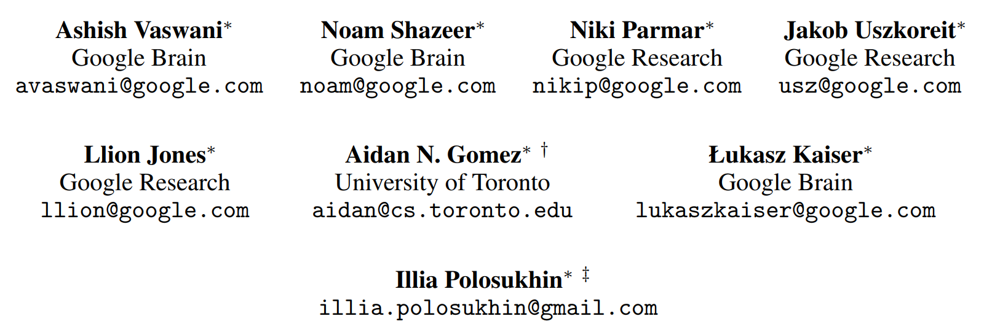 Ashish Vaswani* Noam Shazeer* Niki Parmar* Jakob Uszkoreit*
Google Brain Google Brain Google Research Google Research
avaswani@google.com noam@google.com nikip@google.com usz@google.com
Llion Jones* Aidan N. Gomez* † Łukasz Kaiser*
Google Research University of Toronto Google Brain
llion@google.com aidan@cs.toronto.edu lukaszkaiser@google.com
Illia Polosukhin* ‡
illia.polosukhin@gmail.com